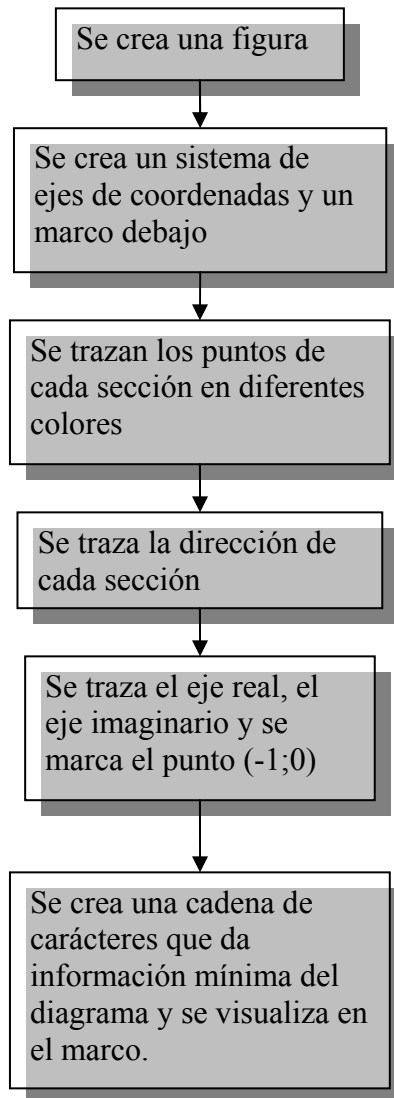 Se crea una figura
Se crea un sistema de
ejes de coordenadas y un
marco debajo
Se trazan los puntos de
cada sección en diferentes
colores
Se traza la dirección de
cada sección
Se traza el eje real, el
eje imaginario y se
marca el punto (-1;0)
Se crea una cadena de
carácteres que da
información mínima del
diagrama y se visualiza en
el marco.